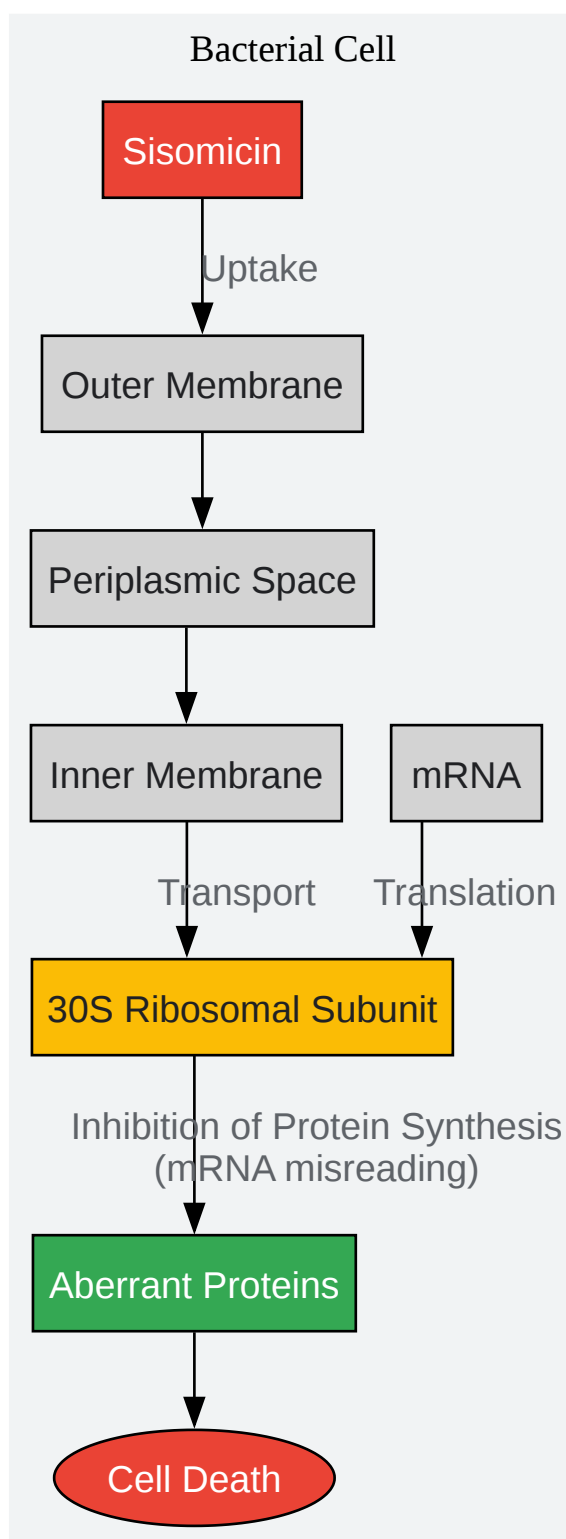 Bacterial Cell
Sisomicin
Uptake
Outer Membrane
Periplasmic Space
Inner Membrane
mRNA
Transport
Translation
30S Ribosomal Subunit
Inhibition of Protein Synthesis
(mRNA misreading)
Aberrant Proteins
Cell Death